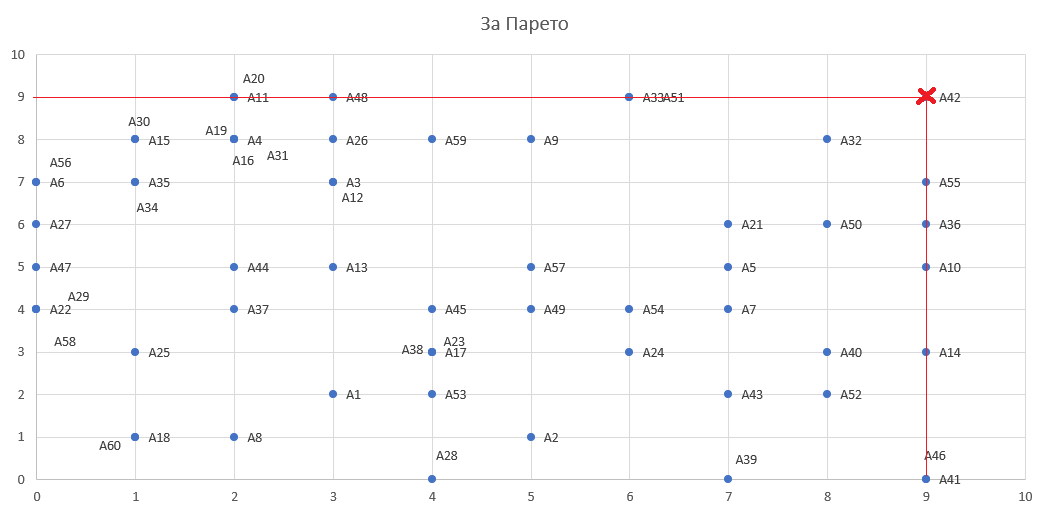 За Парето
10
A20
9 A11 A48 A33 A51 A42
A30
A19
8 A15 A4 A26 A59 A9 A32
A56 A16 A31
7 A6 A35 A3 A55
A34 A12
6 A27 A21 A50 A36
5 A47 A44 A13 A57 A5 A10
A29
4 A22 A37 A45 A49 A54 A7
A58 A38 A23
3 A25 A17 A24 A40 A14
2 A1 A53 A43 A52
1 A60 A18 A8 A2
A28 A39 A46
0 A41
0 1 2 3 4 5 6 7 8 9 10